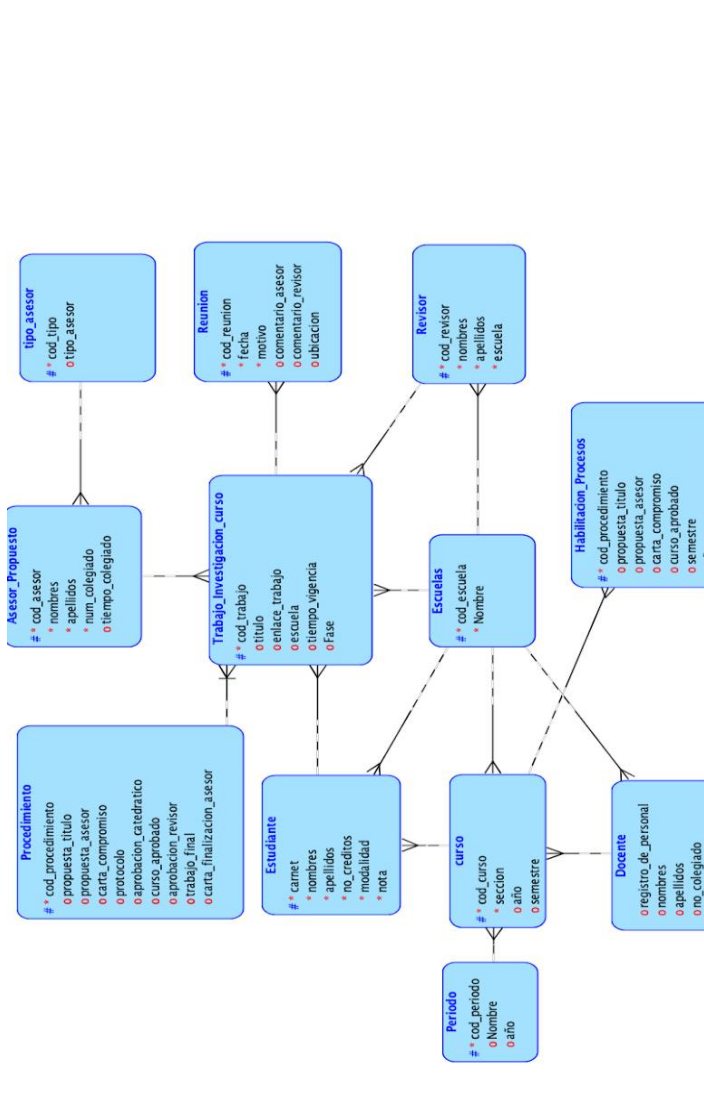 tipo_asesor
# * cod_tipo
o tipo_asesor
Reunion
# * cod_reunion
* fecha
* motivo
o comentario_asesor
o comentario_revisor
o ubicacion
Revisor
# * cod_revisor
* nombres
* apellidos
* escuela
Asesor_Propuesto
# * cod_asesor
* nombres
* apellidos
* num_colegiado
o tiempo_colegiado
Trabajo_Investigacion_curso
# * cod_trabajo
o titulo
o enlace_trabajo
o escuela
o tiempo_vigencia
o Fase
Escuelas
# * cod_escuela
* Nombre
Habilitacion_Procesos
# * cod_procedimiento
o propuesta_titulo
o propuesta_asesor
o carta_compromiso
o curso_aprobado
o semestre
Procedimiento
# * cod_procedimiento
o propuesta_titulo
o propuesta_asesor
o carta_compromiso
o protocolo
o aprobacion_catedratico
o curso_aprobado
o aprobacion_revisor
o trabajo_final
o carta_finalizacion_asesor
Estudiante
# * carnet
* nombres
* apellidos
* no_creditos
* modalidad
* nota
curso
# * cod_curso
* seccion
o año
o semestre
Docente
o registro_de_personal
o nombres
o apellidos
o no_colegiado
Periodo
# * cod_periodo
o Nombre
o año